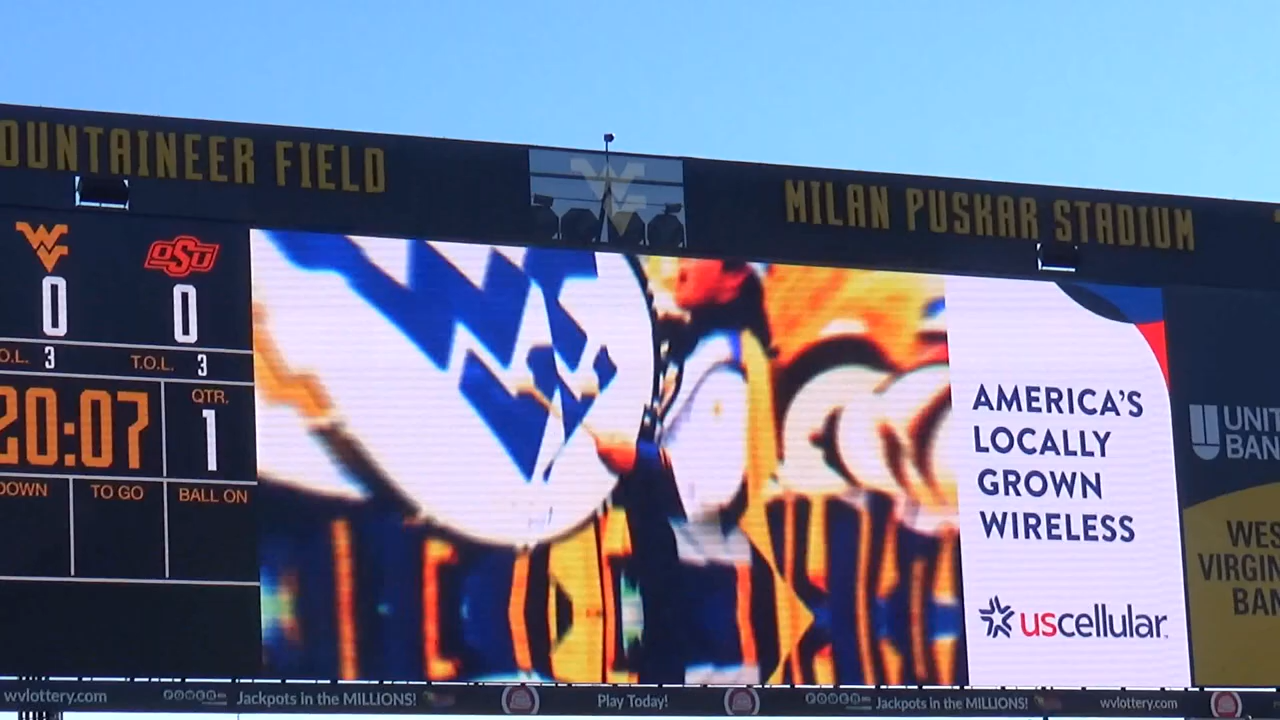 OUNTAINEER FIELD
MILAN PUSKAR STADIUM
WV
OSU
0
0
O.L. 3
T.O.L. 3
20:07
QTR.
1
DOWN
TO GO
BALL ON
AMERICA'S
LOCALLY
GROWN
WIRELESS
uscellular
UNIT
BAN
WES
VIRGIN
BAN
wvlottery.com
Jackpots in the MILLIONS!
Play Today!
Jackpots in the MILLIONS!
wvlottery.com